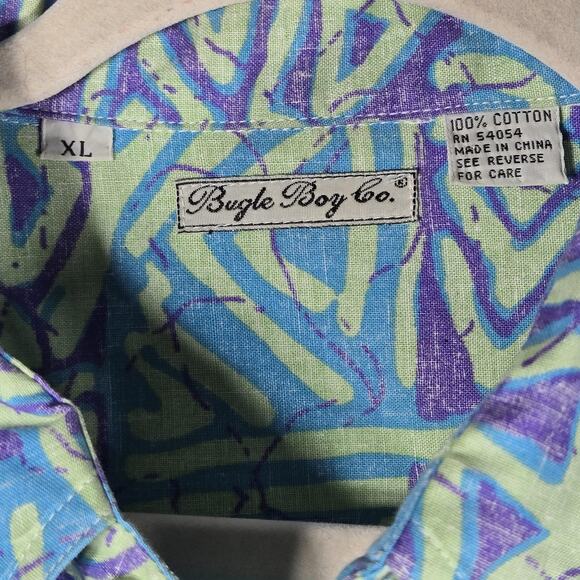 XL
Bugle Boy Co.®
100% COTTON
RN 54054
MADE IN CHINA
SEE REVERSE
FOR CARE